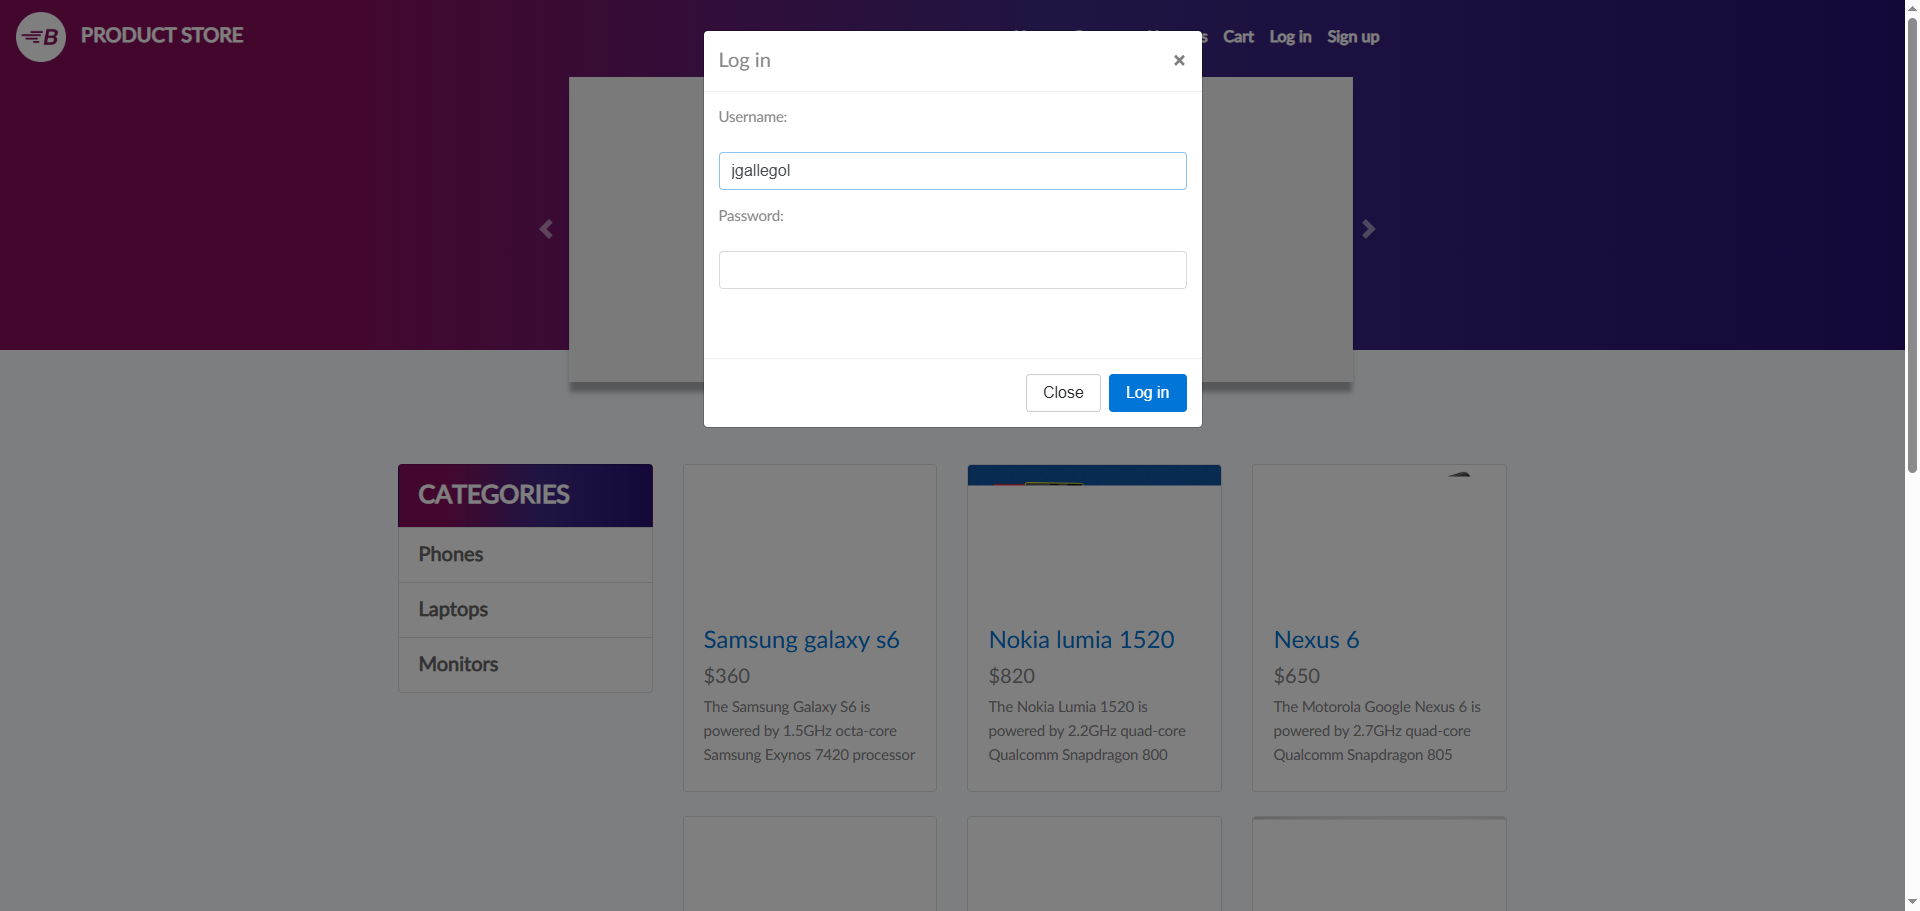 B PRODUCT STORE
s Cart Log in Sign up
Log in ×
Username:
jgallegol
Password:
Close Log in
CATEGORIES
Phones
Laptops
Monitors
Samsung galaxy s6
$360
The Samsung Galaxy S6 is
powered by 1.5GHz octa-core
Samsung Exynos 7420 processor
Nokia lumia 1520
$820
The Nokia Lumia 1520 is
powered by 2.2GHz quad-core
Qualcomm Snapdragon 800
Nexus 6
$650
The Motorola Google Nexus 6 is
powered by 2.7GHz quad-core
Qualcomm Snapdragon 805